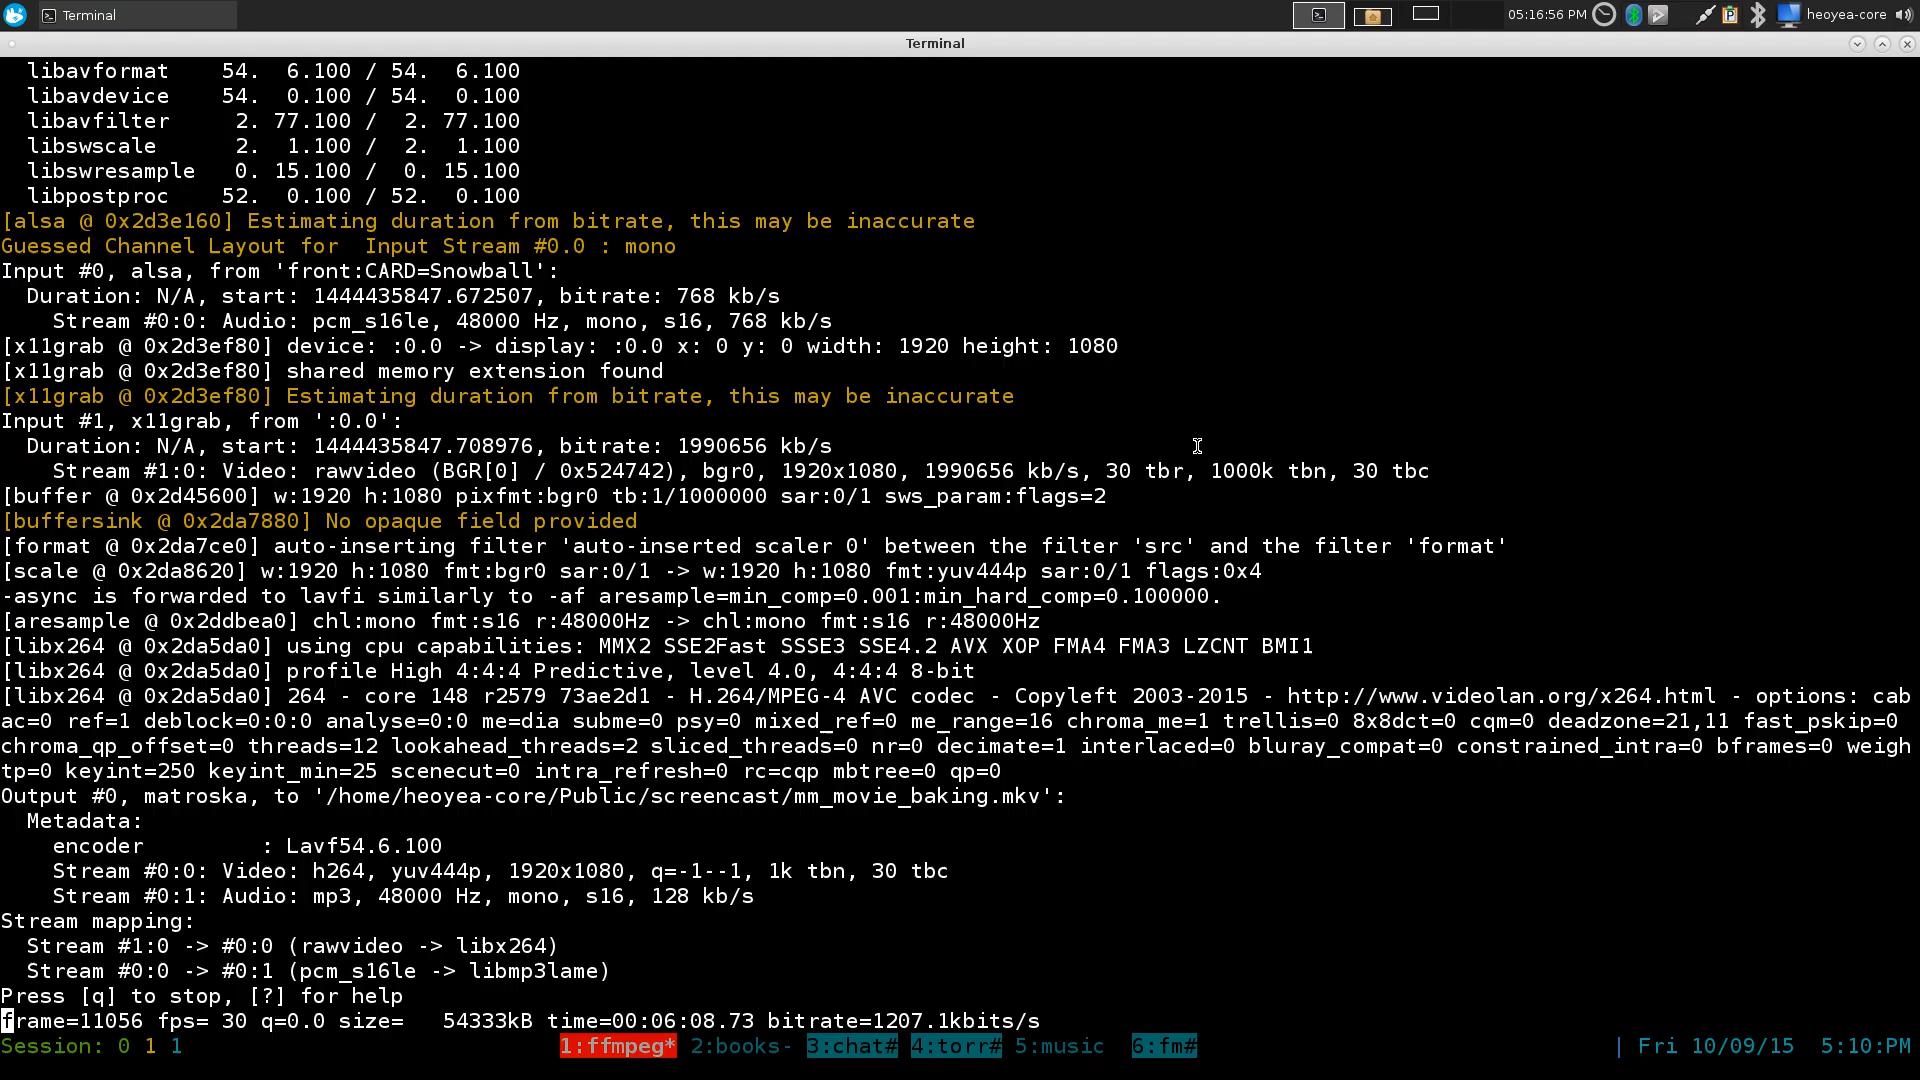 Terminal
05:16:56 PM
heoyea-core
Terminal
libavformat    54.  6.100 / 54.  6.100
libavdevice    54.  0.100 / 54.  0.100
libavfilter     2. 77.100 /  2. 77.100
libswscale      2.  1.100 /  2.  1.100
libswresample   0. 15.100 /  0. 15.100
libpostproc    52.  0.100 / 52.  0.100
[alsa @ 0x2d3e160] Estimating duration from bitrate, this may be inaccurate
Guessed Channel Layout for  Input Stream #0.0 : mono
Input #0, alsa, from 'front:CARD=Snowball':
  Duration: N/A, start: 1444435847.672507, bitrate: 768 kb/s
    Stream #0:0: Audio: pcm_s16le, 48000 Hz, mono, s16, 768 kb/s
[x11grab @ 0x2d3ef80] device: :0.0 -> display: :0.0 x: 0 y: 0 width: 1920 height: 1080
[x11grab @ 0x2d3ef80] shared memory extension found
[x11grab @ 0x2d3ef80] Estimating duration from bitrate, this may be inaccurate
Input #1, x11grab, from ':0.0':
  Duration: N/A, start: 1444435847.708976, bitrate: 1990656 kb/s
    Stream #1:0: Video: rawvideo (BGR[0] / 0x524742), bgr0, 1920x1080, 1990656 kb/s, 30 tbr, 1000k tbn, 30 tbc
[buffer @ 0x2d45600] w:1920 h:1080 pixfmt:bgr0 tb:1/1000000 sar:0/1 sws_param:flags=2
[buffersink @ 0x2da7880] No opaque field provided
[format @ 0x2da7ce0] auto-inserting filter 'auto-inserted scaler 0' between the filter 'src' and the filter 'format'
[scale @ 0x2da8620] w:1920 h:1080 fmt:bgr0 sar:0/1 -> w:1920 h:1080 fmt:yuv444p sar:0/1 flags:0x4
-async is forwarded to lavfi similarly to -af aresample=min_comp=0.001:min_hard_comp=0.100000.
[aresample @ 0x2ddbea0] chl:mono fmt:s16 r:48000Hz -> chl:mono fmt:s16 r:48000Hz
[libx264 @ 0x2da5da0] using cpu capabilities: MMX2 SSE2Fast SSSE3 SSE4.2 AVX XOP FMA4 FMA3 LZCNT BMI1
[libx264 @ 0x2da5da0] profile High 4:4:4 Predictive, level 4.0, 4:4:4 8-bit
[libx264 @ 0x2da5da0] 264 - core 148 r2579 73ae2d1 - H.264/MPEG-4 AVC codec - Copyleft 2003-2015 - http://www.videolan.org/x264.html - options: cab
ac=0 ref=1 deblock=0:0:0 analyse=0:0 me=dia subme=0 psy=0 mixed_ref=0 me_range=16 chroma_me=1 trellis=0 8x8dct=0 cqm=0 deadzone=21,11 fast_pskip=0
chroma_qp_offset=0 threads=12 lookahead_threads=2 sliced_threads=0 nr=0 decimate=1 interlaced=0 bluray_compat=0 constrained_intra=0 bframes=0 weigh
tp=0 keyint=250 keyint_min=25 scenecut=0 intra_refresh=0 rc=cqp mbtree=0 qp=0
Output #0, matroska, to '/home/heoyea-core/Public/screencast/mm_movie_baking.mkv':
  Metadata:
    encoder         : Lavf54.6.100
    Stream #0:0: Video: h264, yuv444p, 1920x1080, q=-1--1, 1k tbn, 30 tbc
    Stream #0:1: Audio: mp3, 48000 Hz, mono, s16, 128 kb/s
Stream mapping:
  Stream #1:0 -> #0:0 (rawvideo -> libx264)
  Stream #0:0 -> #0:1 (pcm_s16le -> libmp3lame)
Press [q] to stop, [?] for help
frame=11056 fps= 30 q=0.0 size=   54333kB time=00:06:08.73 bitrate=1207.1kbits/s
Session: 0 1 1 1:ffmpeg* 2:books- 3:chat# 4:torr# 5:music  6:fm# | Fri 10/09/15  5:10PM